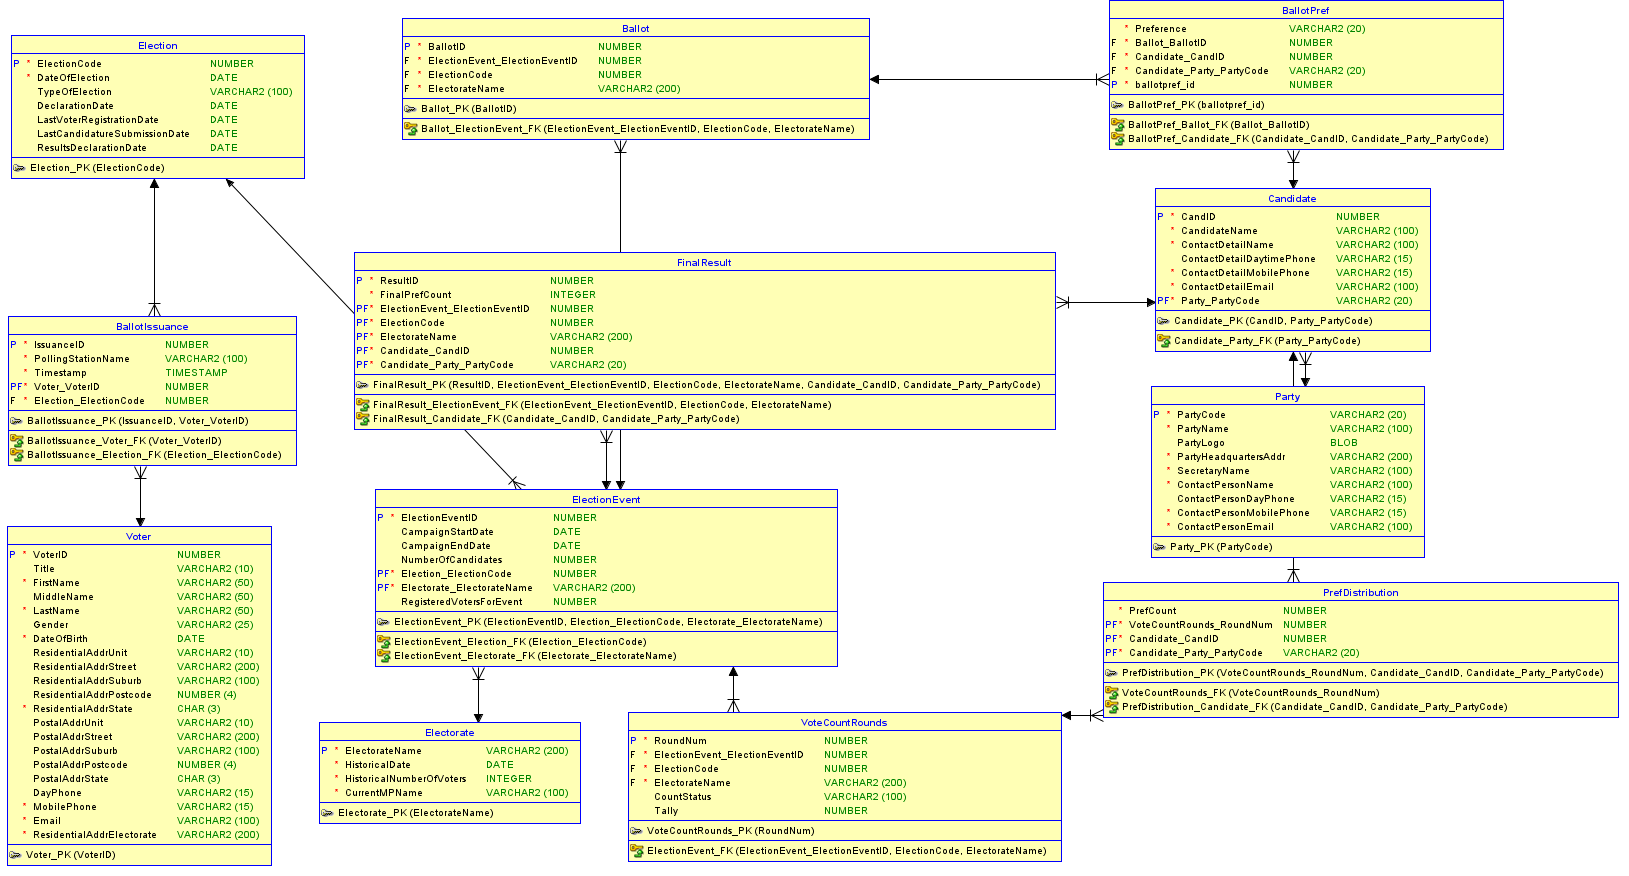 Election
P * ElectionCode NUMBER
* DateOfElection DATE
TypeOfElection VARCHAR2 (100)
DeclarationDate DATE
LastVoterRegistrationDate DATE
LastCandidatureSubmissionDate DATE
ResultsDeclarationDate DATE
Election_PK (ElectionCode)
Ballot
P * BallotID NUMBER
F * ElectionEvent_ElectionEventID NUMBER
F * ElectionCode NUMBER
F * ElectorateName VARCHAR2 (200)
Ballot_PK (BallotID)
Ballot_ElectionEvent_FK (ElectionEvent_ElectionEventID, ElectionCode, ElectorateName)
BallotPref
* Preference VARCHAR2 (20)
F * Ballot_BallotID NUMBER
F * Candidate_CandID NUMBER
F * Candidate_Party_PartyCode VARCHAR2 (20)
P * ballotpref_id NUMBER
BallotPref_PK (ballotpref_id)
BallotPref_Ballot_FK (Ballot_BallotID)
BallotPref_Candidate_FK (Candidate_CandID, Candidate_Party_PartyCode)
Candidate
P * CandID NUMBER
* CandidateName VARCHAR2 (100)
* ContactDetailName VARCHAR2 (100)
ContactDetailDaytimePhone VARCHAR2 (15)
* ContactDetailMobilePhone VARCHAR2 (15)
* ContactDetailEmail VARCHAR2 (100)
PF* Party_PartyCode VARCHAR2 (20)
Candidate_PK (CandID, Party_PartyCode)
Candidate_Party_FK (Party_PartyCode)
FinalResult
P * ResultID NUMBER
* FinalPrefCount INTEGER
PF* ElectionEvent_ElectionEventID NUMBER
PF* ElectionCode NUMBER
PF* ElectorateName VARCHAR2 (200)
PF* Candidate_CandID NUMBER
PF* Candidate_Party_PartyCode VARCHAR2 (20)
FinalResult_PK (ResultID, ElectionEvent_ElectionEventID, ElectionCode, ElectorateName, Candidate_CandID, Candidate_Party_PartyCode)
FinalResult_ElectionEvent_FK (ElectionEvent_ElectionEventID, ElectionCode, ElectorateName)
FinalResult_Candidate_FK (Candidate_CandID, Candidate_Party_PartyCode)
BallotIssuance
P * IssuanceID NUMBER
* PollingStationName VARCHAR2 (100)
* Timestamp TIMESTAMP
PF* Voter_VoterID NUMBER
F * Election_ElectionCode NUMBER
BallotIssuance_PK (IssuanceID, Voter_VoterID)
BallotIssuance_Voter_FK (Voter_VoterID)
BallotIssuance_Election_FK (Election_ElectionCode)
Party
P * PartyCode VARCHAR2 (20)
* PartyName VARCHAR2 (100)
PartyLogo BLOB
* PartyHeadquartersAddr VARCHAR2 (200)
* SecretaryName VARCHAR2 (100)
* ContactPersonName VARCHAR2 (100)
ContactPersonDayPhone VARCHAR2 (15)
* ContactPersonMobilePhone VARCHAR2 (15)
* ContactPersonEmail VARCHAR2 (100)
Party_PK (PartyCode)
ElectionEvent
P * ElectionEventID NUMBER
CampaignStartDate DATE
CampaignEndDate DATE
NumberOfCandidates NUMBER
PF* Election_ElectionCode NUMBER
PF* Electorate_ElectorateName VARCHAR2 (200)
RegisteredVotersForEvent NUMBER
ElectionEvent_PK (ElectionEventID, Election_ElectionCode, Electorate_ElectorateName)
ElectionEvent_Election_FK (Election_ElectionCode)
ElectionEvent_Electorate_FK (Electorate_ElectorateName)
Voter
P * VoterID NUMBER
Title VARCHAR2 (10)
* FirstName VARCHAR2 (50)
MiddleName VARCHAR2 (50)
* LastName VARCHAR2 (50)
Gender VARCHAR2 (25)
* DateOfBirth DATE
ResidentialAddrUnit VARCHAR2 (10)
ResidentialAddrStreet VARCHAR2 (200)
ResidentialAddrSuburb VARCHAR2 (100)
ResidentialAddrPostcode NUMBER (4)
* ResidentialAddrState CHAR (3)
PostalAddrUnit VARCHAR2 (10)
PostalAddrStreet VARCHAR2 (200)
PostalAddrSuburb VARCHAR2 (100)
PostalAddrPostcode NUMBER (4)
PostalAddrState CHAR (3)
DayPhone VARCHAR2 (15)
* MobilePhone VARCHAR2 (15)
* Email VARCHAR2 (100)
* ResidentialAddrElectorate VARCHAR2 (200)
Voter_PK (VoterID)
PrefDistribution
* PrefCount NUMBER
PF* VoteCountRounds_RoundNum NUMBER
PF* Candidate_CandID NUMBER
PF* Candidate_Party_PartyCode VARCHAR2 (20)
PrefDistribution_PK (VoteCountRounds_RoundNum, Candidate_CandID, Candidate_Party_PartyCode)
VoteCountRounds_FK (VoteCountRounds_RoundNum)
PrefDistribution_Candidate_FK (Candidate_CandID, Candidate_Party_PartyCode)
Electorate
P * ElectorateName VARCHAR2 (200)
* HistoricalDate DATE
* HistoricalNumberOfVoters INTEGER
* CurrentMPName VARCHAR2 (100)
Electorate_PK (ElectorateName)
VoteCountRounds
P * RoundNum NUMBER
F * ElectionEvent_ElectionEventID NUMBER
F * ElectionCode NUMBER
F * ElectorateName VARCHAR2 (200)
CountStatus VARCHAR2 (100)
Tally NUMBER
VoteCountRounds_PK (RoundNum)
ElectionEvent_FK (ElectionEvent_ElectionEventID, ElectionCode, ElectorateName)